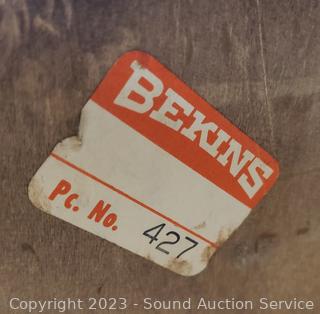 BEKINS
Pc. No. 427
Copyright 2023 - Sound Auction Service